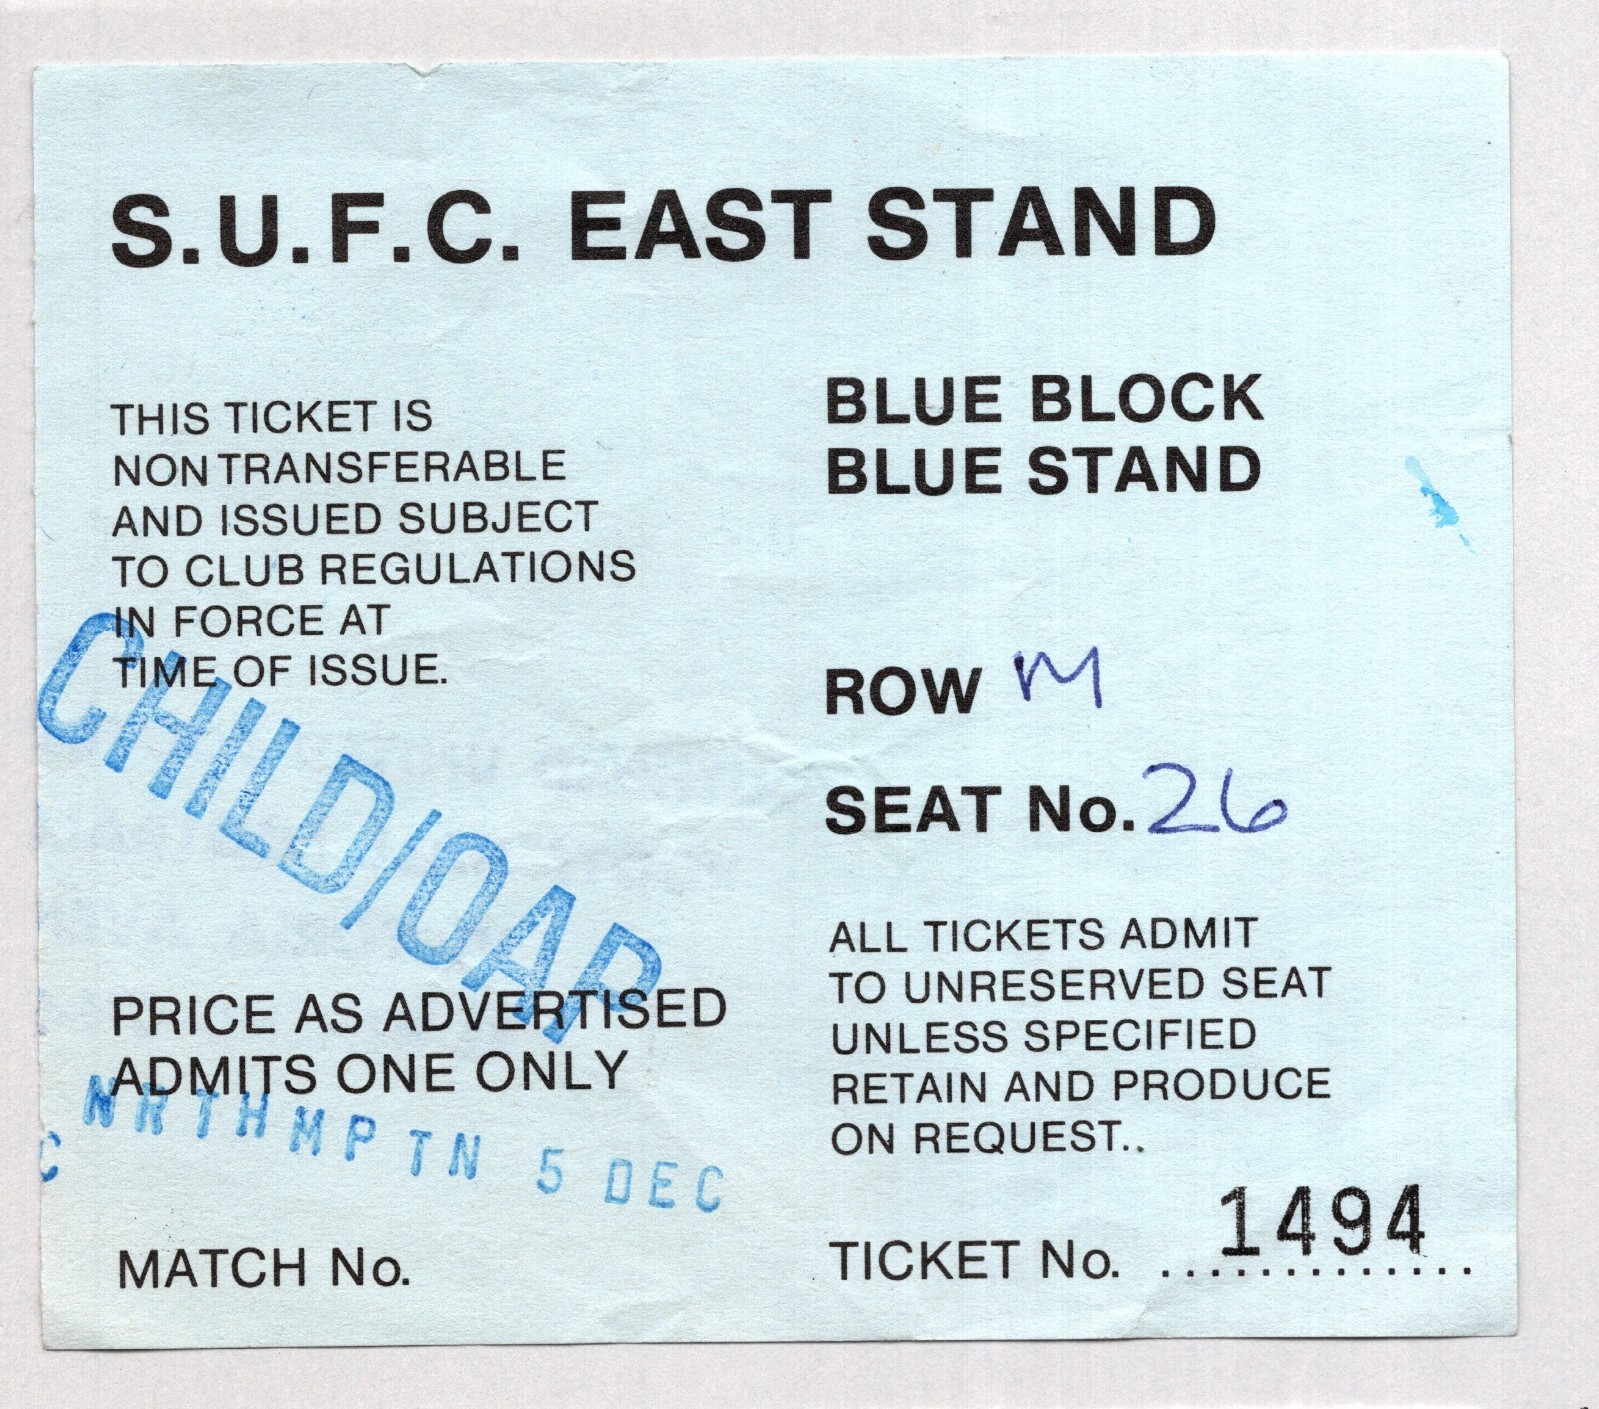 S.U.F.C. EAST STAND
THIS TICKET IS
NON TRANSFERABLE
AND ISSUED SUBJECT
TO CLUB REGULATIONS
IN FORCE AT
TIME OF ISSUE.
CHILD/OAP
PRICE AS ADVERTISED
ADMITS ONE ONLY
C NRTHMPTN 5 DEC
MATCH No.
BLUE BLOCK
BLUE STAND
ROW M
SEAT No. 26
ALL TICKETS ADMIT
TO UNRESERVED SEAT
UNLESS SPECIFIED
RETAIN AND PRODUCE
ON REQUEST..
TICKET No. 1494